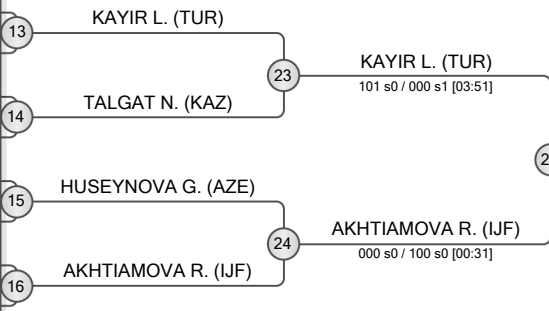 13
KAYIR L. (TUR)
23
KAYIR L. (TUR)
101 s0 / 000 s1 [03:51]
14
TALGAT N. (KAZ)
15
HUSEYNOVA G. (AZE)
24
AKHTIAMOVA R. (IJF)
000 s0 / 100 s0 [00:31]
16
AKHTIAMOVA R. (IJF)